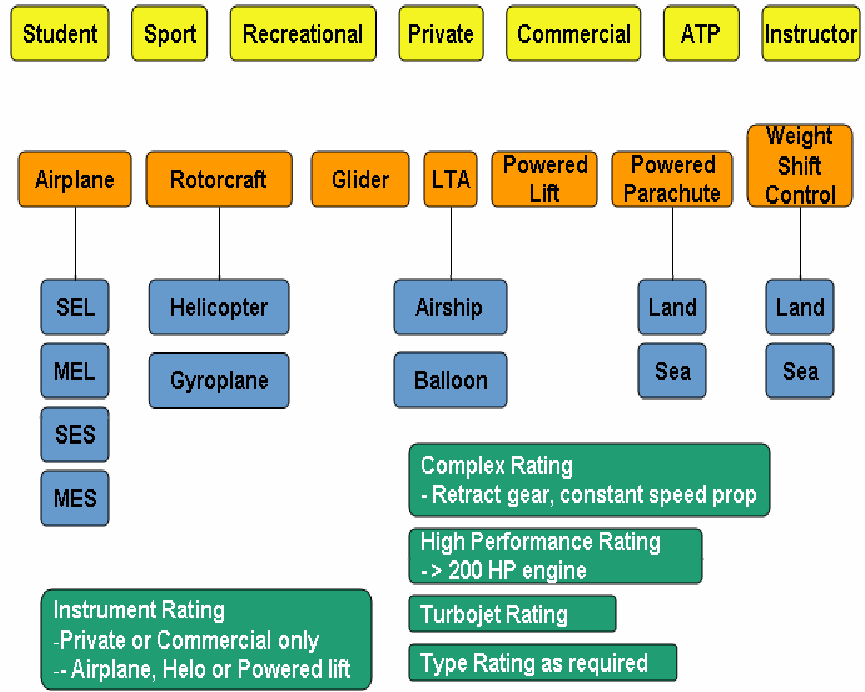 Student
Sport
Recreational
Private
Commercial
ATP
Instructor
Airplane
Rotorcraft
Glider
LTA
Powered
Lift
Powered
Parachute
Weight
Shift
Control
SEL
MEL
SES
MES
Helicopter
Gyroplane
Airship
Balloon
Land
Sea
Land
Sea
Complex Rating
- Retract gear, constant speed prop
High Performance Rating
-> 200 HP engine
Turbojet Rating
Type Rating as required
Instrument Rating
-Private or Commercial only
-- Airplane, Helo or Powered lift